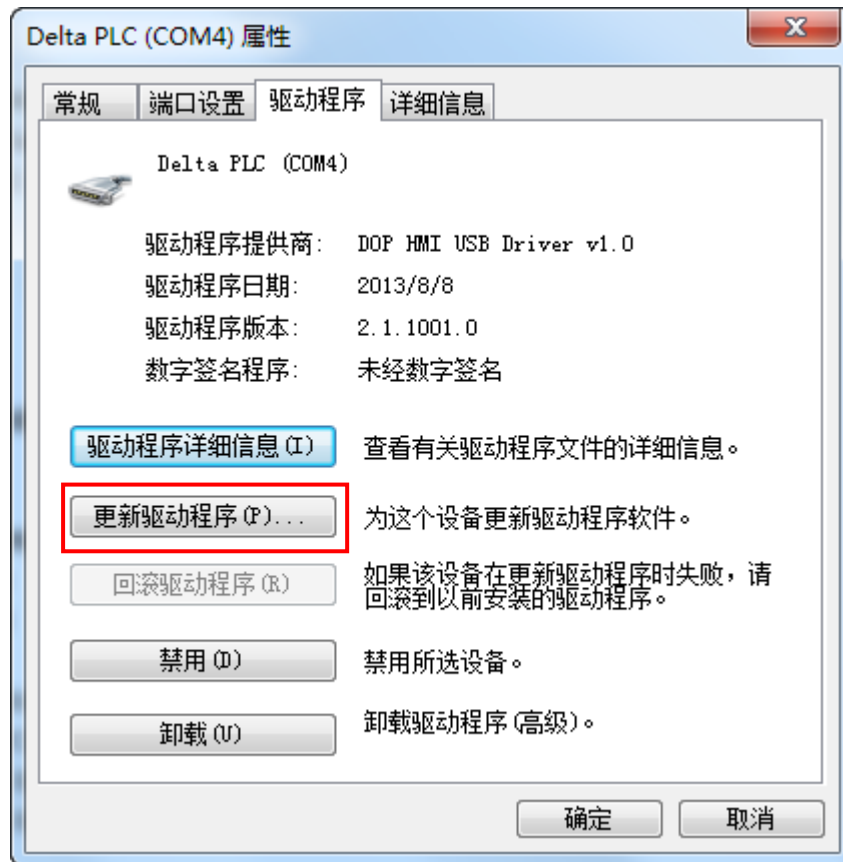 Delta PLC (COM4) 属性
常规 端口设置 驱动程序 详细信息
Delta PLC (COM4)
驱动程序提供商: DOP HMI USB Driver v1.0
驱动程序日期: 2013/8/8
驱动程序版本: 2.1.1001.0
数字签名程序: 未经数字签名
驱动程序详细信息(I) 查看有关驱动程序文件的详细信息。
更新驱动程序(P)... 为这个设备更新驱动程序软件。
回滚驱动程序(R) 如果该设备在更新驱动程序时失败，请
回滚到以前安装的驱动程序。
禁用(D) 禁用所选设备。
卸载(U) 卸载驱动程序(高级)。
确定 取消